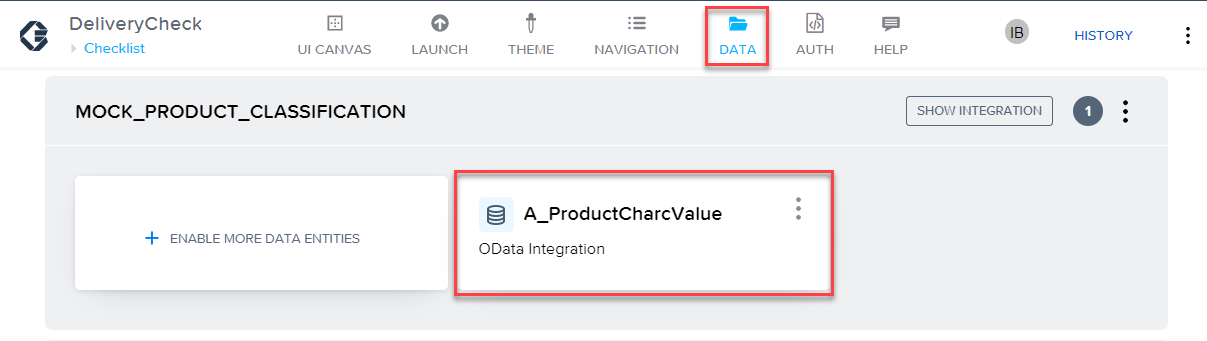 DeliveryCheck
Checklist
UI CANVAS
LAUNCH
THEME
NAVIGATION
DATA
AUTH
HELP
IB
HISTORY
MOCK_PRODUCT_CLASSIFICATION
SHOW INTEGRATION
1
+ ENABLE MORE DATA ENTITIES
A_ProductCharcValue
OData Integration